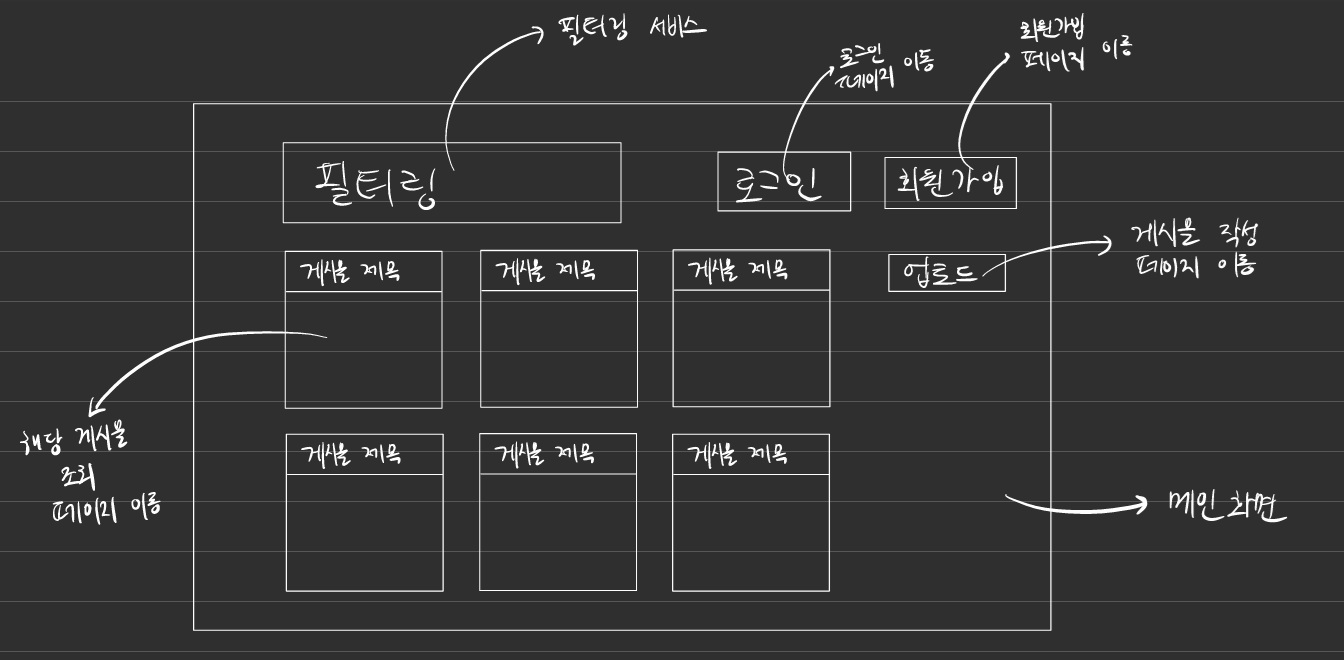 필터링 서비스
로그인
페이지 이동
회원가입
페이지 이동
필터링
로그인
회원가입
게시물 제목
게시물 제목
게시물 제목
업로드
게시물 작성
페이지 이동
해당 게시물
조회
페이지 이동
게시물 제목
게시물 제목
게시물 제목
메인 화면